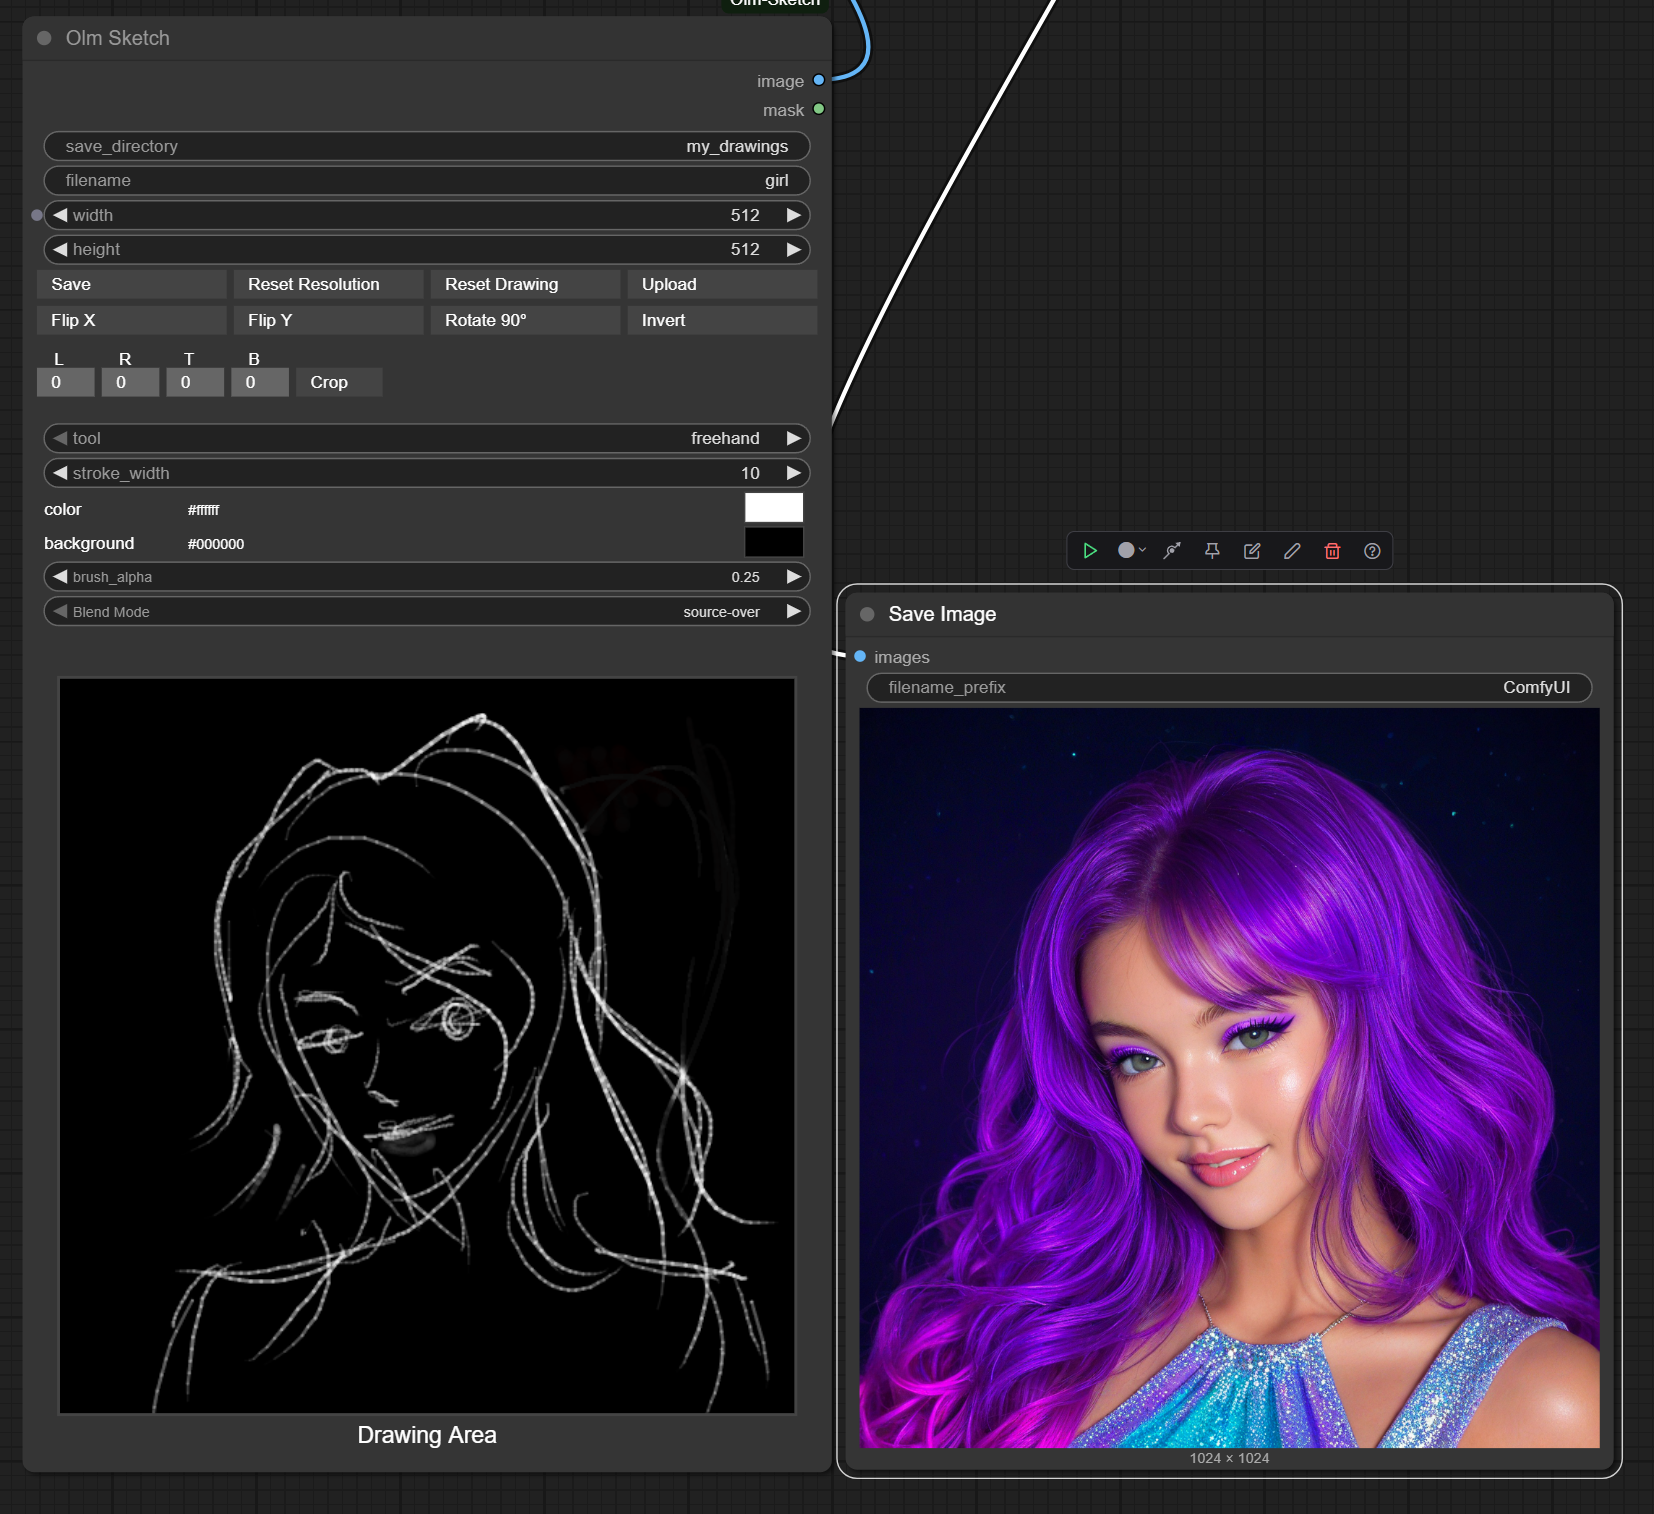 Olm-Sketch
Olm Sketch
image
mask
save_directory my_drawings
filename girl
width 512
height 512
Save Reset Resolution Reset Drawing Upload
Flip X Flip Y Rotate 90° Invert
L R T B
0 0 0 0 Crop
tool freehand
stroke_width 10
color #ffffff
background #000000
brush_alpha 0.25
Blend Mode source-over
Drawing Area
Save Image
images
filename_prefix ComfyUI
1024 × 1024